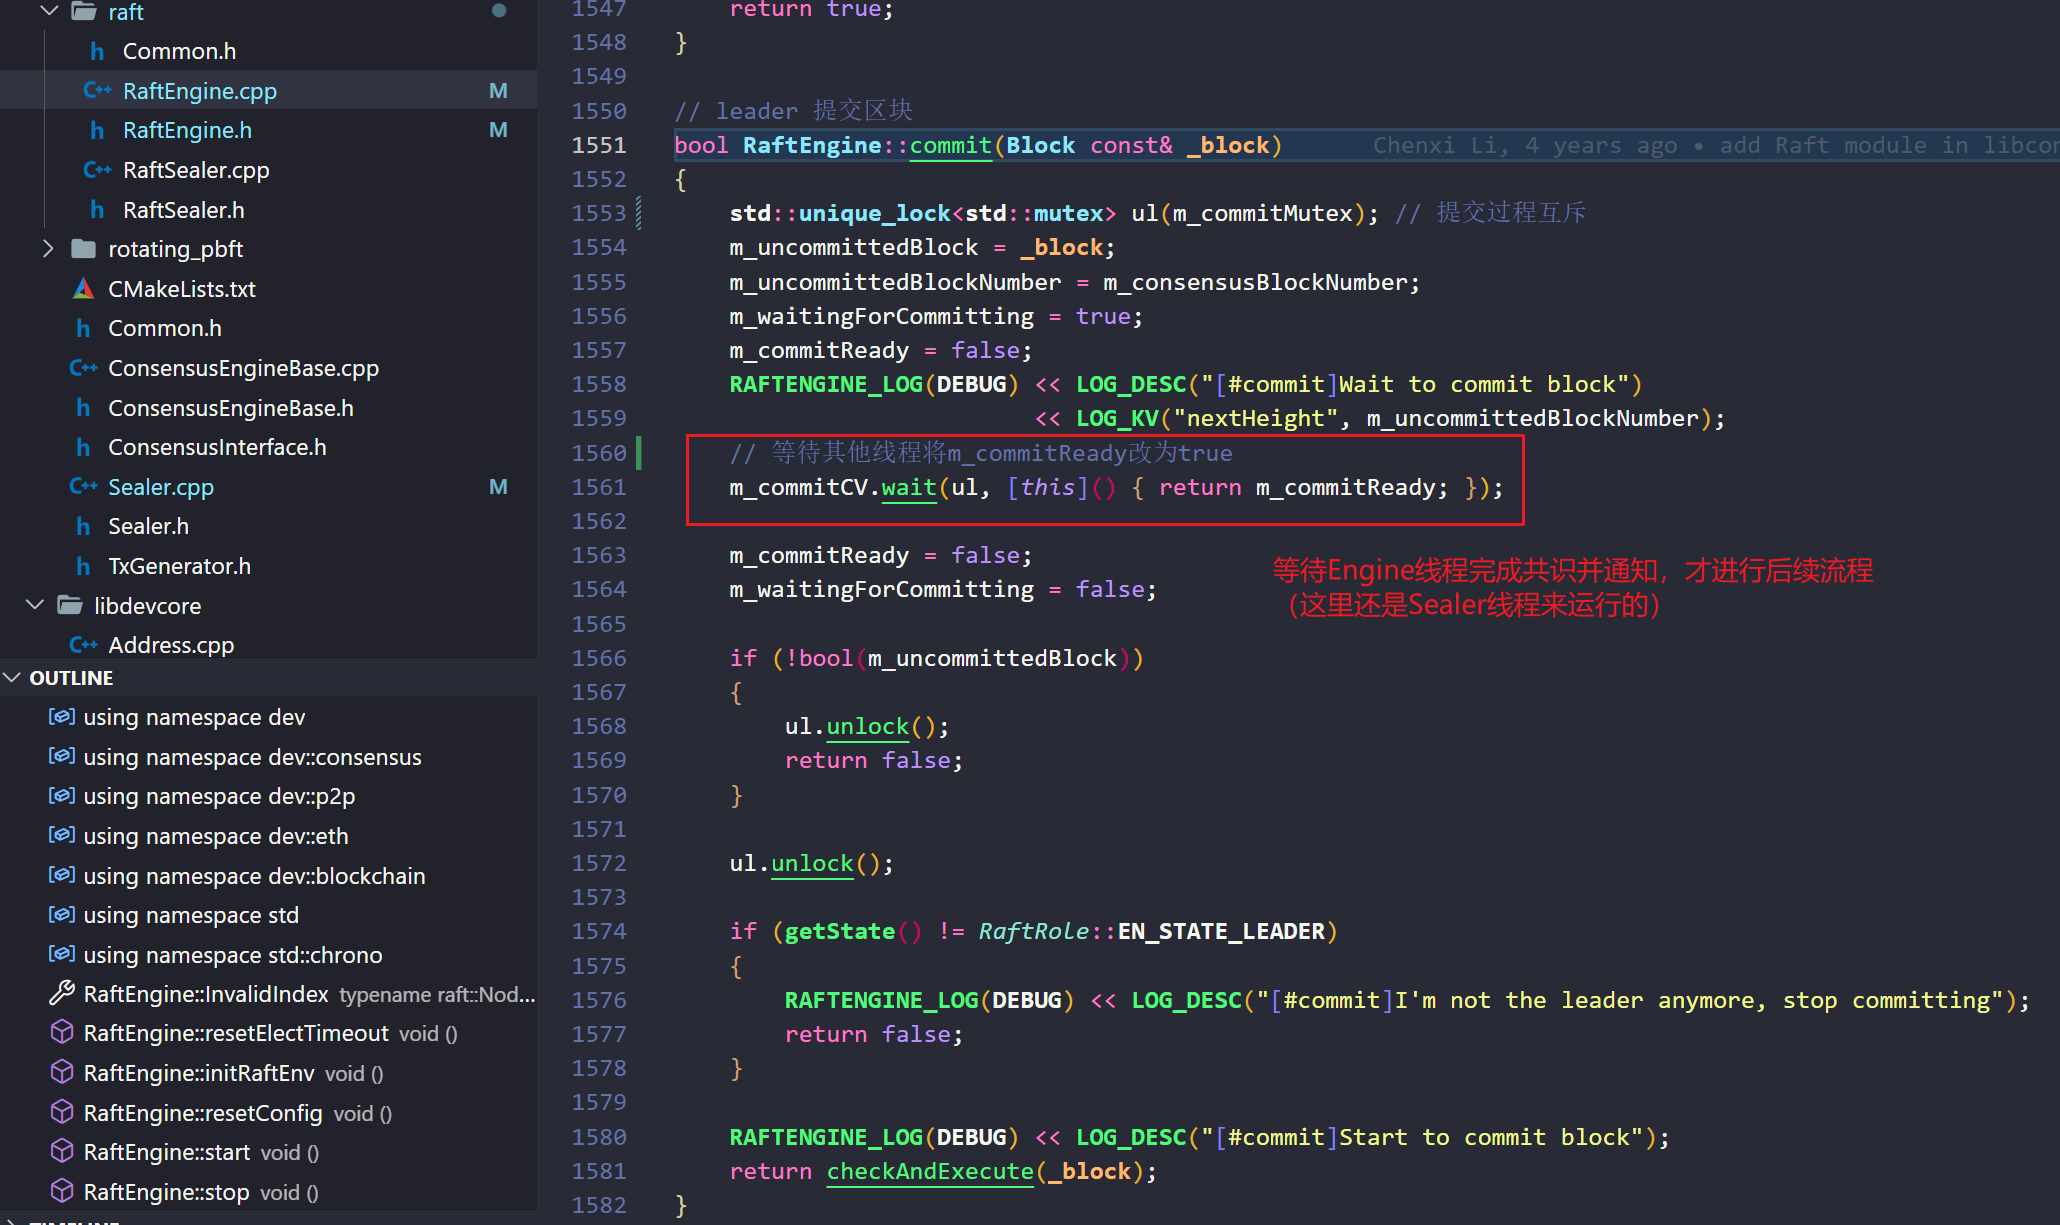 raft
Common.h
RaftEngine.cpp M
RaftEngine.h M
RaftSealer.cpp
RaftSealer.h
rotating_pbft
CMakeLists.txt
Common.h
ConsensusEngineBase.cpp
ConsensusEngineBase.h
ConsensusInterface.h
Sealer.cpp M
Sealer.h
TxGenerator.h
libdevcore
Address.cpp
OUTLINE
using namespace dev
using namespace dev::consensus
using namespace dev::p2p
using namespace dev::eth
using namespace dev::blockchain
using namespace std
using namespace std::chrono
RaftEngine::InvalidIndex typename raft::Nod...
RaftEngine::resetElectTimeout void ()
RaftEngine::initRaftEnv void ()
RaftEngine::resetConfig void ()
RaftEngine::start void ()
RaftEngine::stop void ()
TIMELINE
1547 return true;
1548 }
1549
1550 // leader 提交区块
1551 bool RaftEngine::commit(Block const& _block) Chenxi Li, 4 years ago • add Raft module in libcon
1552 {
1553 std::unique_lock<std::mutex> ul(m_commitMutex); // 提交过程互斥
1554 m_uncommittedBlock = _block;
1555 m_uncommittedBlockNumber = m_consensusBlockNumber;
1556 m_waitingForCommitting = true;
1557 m_commitReady = false;
1558 RAFTENGINE_LOG(DEBUG) << LOG_DESC("[#commit]Wait to commit block")
1559 << LOG_KV("nextHeight", m_uncommittedBlockNumber);
1560 // 等待其他线程将m_commitReady改为true
1561 m_commitCV.wait(ul, [this]() { return m_commitReady; });
1562
1563 m_commitReady = false;
等待Engine线程完成共识并通知，才进行后续流程
1564 m_waitingForCommitting = false;
（这里还是Sealer线程来运行的）
1565
1566 if (!bool(m_uncommittedBlock))
1567 {
1568 ul.unlock();
1569 return false;
1570 }
1571
1572 ul.unlock();
1573
1574 if (getState() != RaftRole::EN_STATE_LEADER)
1575 {
1576 RAFTENGINE_LOG(DEBUG) << LOG_DESC("[#commit]I'm not the leader anymore, stop committing");
1577 return false;
1578 }
1579
1580 RAFTENGINE_LOG(DEBUG) << LOG_DESC("[#commit]Start to commit block");
1581 return checkAndExecute(_block);
1582 }